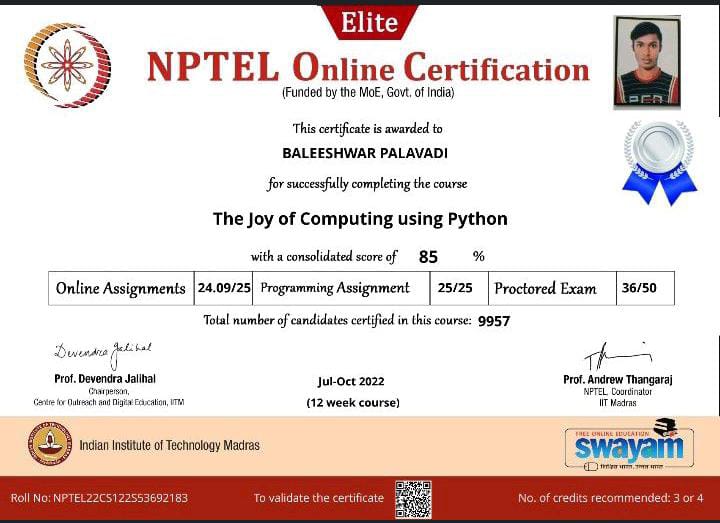 Elite
NPTEL Online Certification
(Funded by the MoE, Govt. of India)
This certificate is awarded to
BALEESHWAR PALAVADI
for successfully completing the course
The Joy of Computing using Python
with a consolidated score of 85 %
Online Assignments 24.09/25 Programming Assignment 25/25 Proctored Exam 36/50
Total number of candidates certified in this course: 9957
Devendra Jalihal
Prof. Devendra Jalihal
Chairperson,
Centre for Outreach and Digital Education, IITM
Jul-Oct 2022
(12 week course)
Prof. Andrew Thangaraj
NPTEL, Coordinator
IIT Madras
Indian Institute of Technology Madras
FREE ONLINE EDUCATION
swayam
शिक्षित भारत, उन्नत भारत
Roll No: NPTEL22CS122S53692183
To validate the certificate
No. of credits recommended: 3 or 4